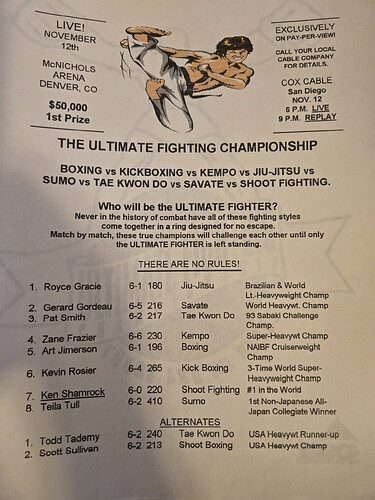 LIVE!
NOVEMBER
12th
McNICHOLS
ARENA
DENVER, CO
$50,000
1st Prize
EXCLUSIVELY
ON PAY-PER-VIEW!
CALL YOUR LOCAL
CABLE COMPANY
FOR DETAILS.
COX CABLE
San Diego
NOV. 12
6 P.M. LIVE
9 P.M. REPLAY
THE ULTIMATE FIGHTING CHAMPIONSHIP
BOXING vs KICKBOXING vs KEMPO vs JIU-JITSU vs
SUMO vs TAE KWON DO vs SAVATE vs SHOOT FIGHTING.
Who will be the ULTIMATE FIGHTER?
Never in the history of combat have all of these fighting styles
come together in a ring designed for no escape.
Match by match, these true champions will challenge each other until only
the ULTIMATE FIGHTER is left standing.
THERE ARE NO RULES!
1. Royce Gracie 6-1 180 Jiu-Jitsu Brazilian & World
Lt.-Heavyweight Champ
2. Gerard Gordeau 6-5 216 Savate World Heavywt. Champ.
3. Pat Smith 6-2 217 Tae Kwon Do 93 Sabaki Challenge
Champ.
4. Zane Frazier 6-6 230 Kempo Super-Heavywt Champ
5. Art Jimerson 6-1 196 Boxing NAIBF Cruiserweight
Champ
6. Kevin Rosier 6-4 265 Kick Boxing 3-Time World Super-
Heavyweight Champ
7. Ken Shamrock 6-0 220 Shoot Fighting #1 in the World
8. Teila Tull 6-2 410 Sumo 1st Non-Japanese All-
Japan Collegiate Winner
ALTERNATES
1. Todd Tademy 6-2 240 Tae Kwon Do USA Heavywt Runner-up
2. Scott Sullivan 6-2 213 Shoot Boxing USA Heavywt Champ